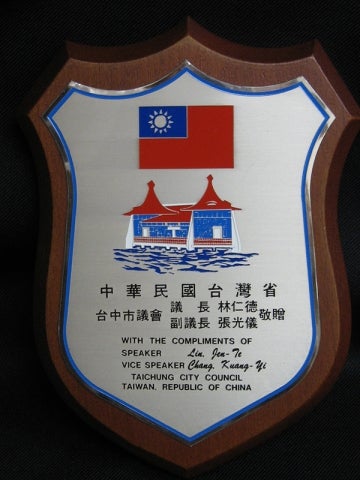 中華民國台灣省
台中市議會 議長 林仁德 敬贈
副議長 張光儀
WITH THE COMPLIMENTS OF
SPEAKER Lin, Jen-Te
VICE SPEAKER Chang, Kuang-Yi
TAICHUNG CITY COUNCIL
TAIWAN, REPUBLIC OF CHINA